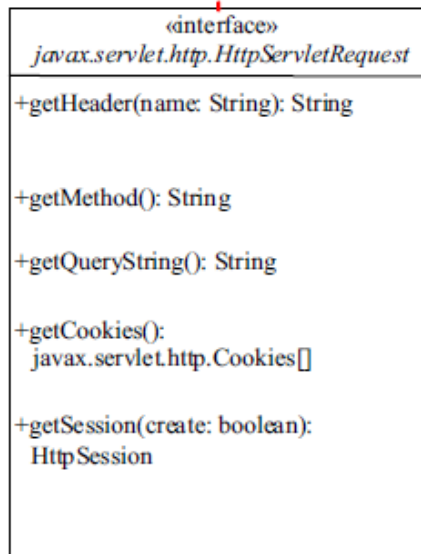 «interface»
javax.servlet.http.HttpServletRequest
+getHeader(name: String): String
+getMethod(): String
+getQueryString(): String
+getCookies():
javax.servlet.http.Cookies[]
+getSession(create: boolean):
HttpSession